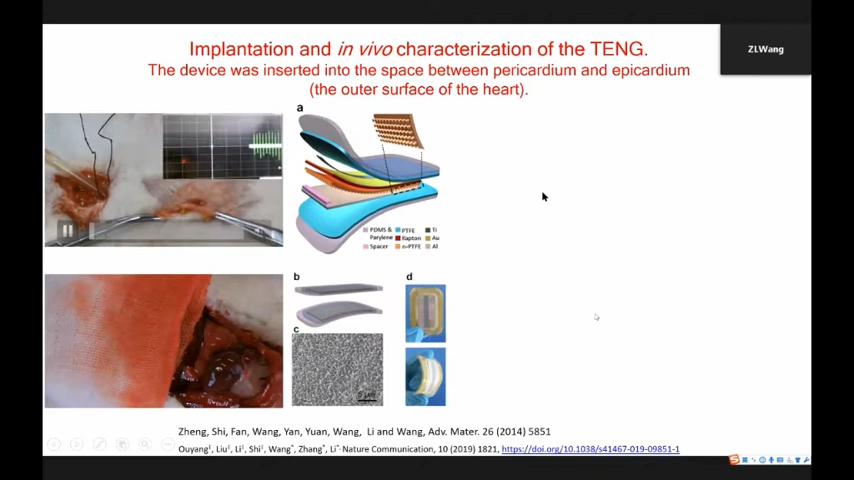 Implantation and in vivo characterization of the TENG.
The device was inserted into the space between pericardium and epicardium
(the outer surface of the heart).
ZLWang
a
PDMS & Parylene
PTFE
Ti
Kapton
Au
Spacer
n-PTFE
Al
b
d
c
Zheng, Shi, Fan, Wang, Yan, Yuan, Wang, Li and Wang, Adv. Mater. 26 (2014) 5851
Ouyang, Liu, Li, Shi, Wang*, Zhang*, Li* Nature Communication, 10 (2019) 1821, https://doi.org/10.1038/s41467-019-09851-1